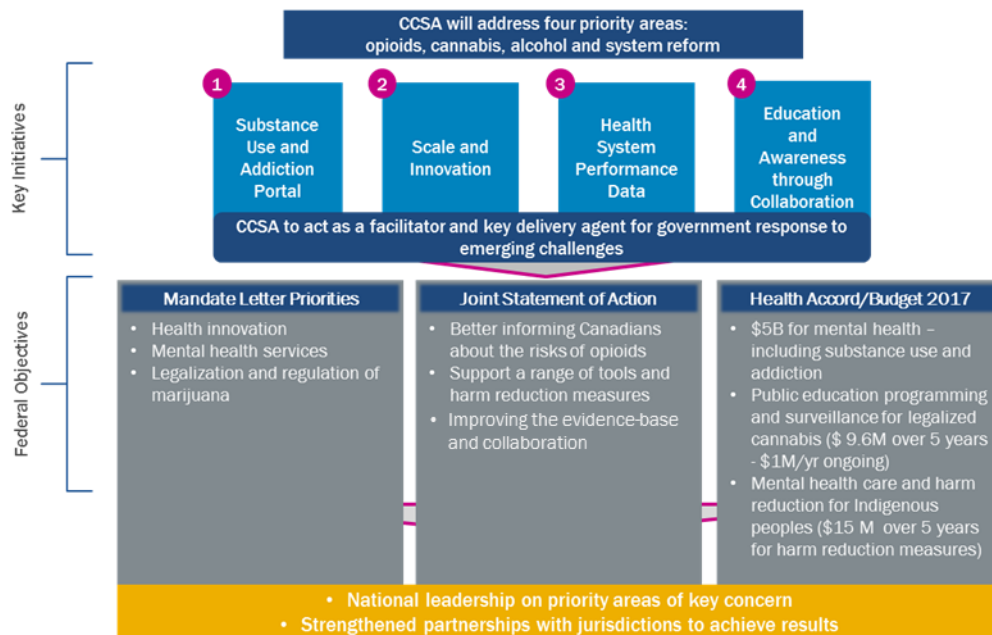 CCSA will address four priority areas:
opioids, cannabis, alcohol and system reform
Key Initiatives
1
Substance
Use and
Addiction
Portal
2
Scale and
Innovation
3
Health
System
Performance
Data
4
Education
and
Awareness
through
Collaboration
CCSA to act as a facilitator and key delivery agent for government response to
emerging challenges
Federal Objectives
Mandate Letter Priorities
• Health innovation
• Mental health services
• Legalization and regulation of
marijuana
Joint Statement of Action
• Better informing Canadians
about the risks of opioids
• Support a range of tools and
harm reduction measures
• Improving the evidence-base
and collaboration
Health Accord/Budget 2017
• $5B for mental health –
including substance use and
addiction
• Public education programming
and surveillance for legalized
cannabis ($ 9.6M over 5 years
- $1M/yr ongoing)
• Mental health care and harm
reduction for Indigenous
peoples ($15 M over 5 years
for harm reduction measures)
• National leadership on priority areas of key concern
• Strengthened partnerships with jurisdictions to achieve results